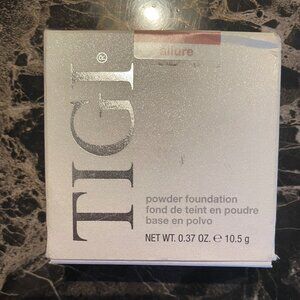 allure
TIGI®
powder foundation
fond de teint en poudre
base en polvo
NET WT. 0.37 OZ. ℮ 10.5 g